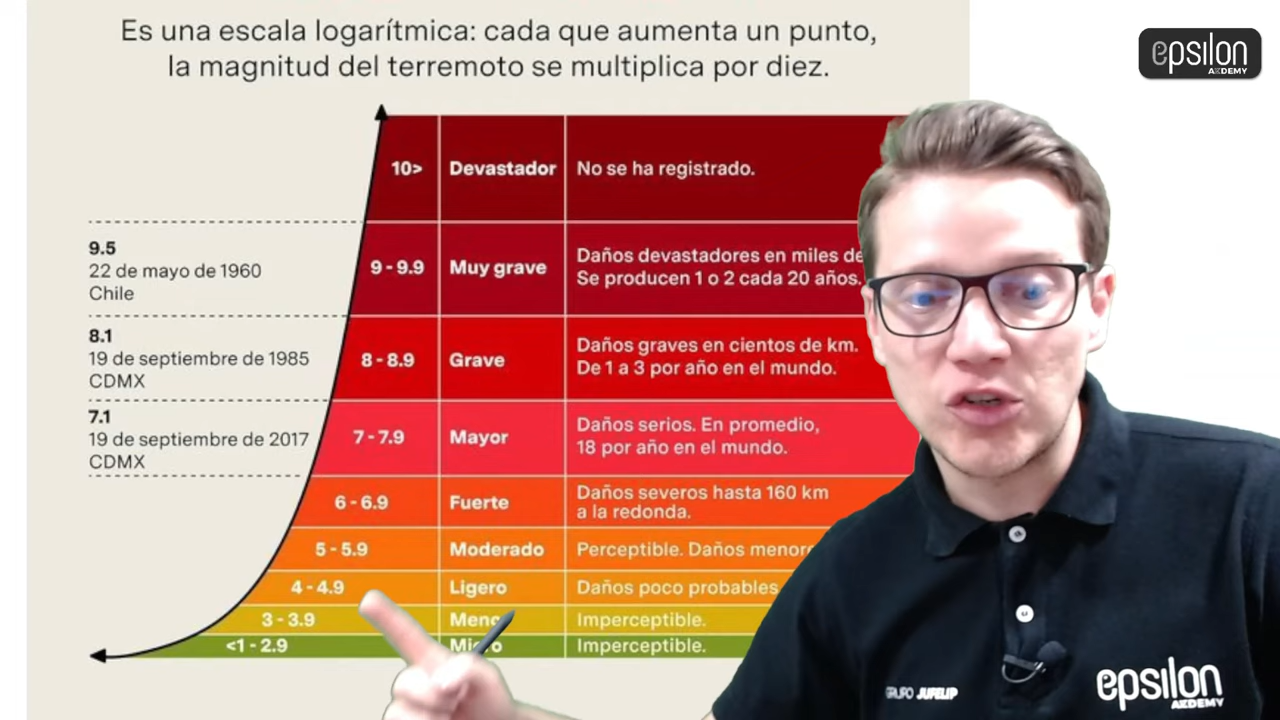 Es una escala logarítmica: cada que aumenta un punto,
la magnitud del terremoto se multiplica por diez.
epsilon
AKDEMY
10> Devastador No se ha registrado.
9.5
22 de mayo de 1960
Chile
9 - 9.9 Muy grave Daños devastadores en miles de
Se producen 1 o 2 cada 20 años.
8.1
19 de septiembre de 1985
CDMX
8 - 8.9 Grave Daños graves en cientos de km.
De 1 a 3 por año en el mundo.
7.1
19 de septiembre de 2017
CDMX
7 - 7.9 Mayor Daños serios. En promedio,
18 por año en el mundo.
6 - 6.9 Fuerte Daños severos hasta 160 km
a la redonda.
5 - 5.9 Moderado Perceptible. Daños
4 - 4.9 Ligero Daños poco probables
3 - 3.9 Imperceptible.
<1 - 2.9 Imperceptible.
GRUPO JUFELIP
epsilon
AKDEMY